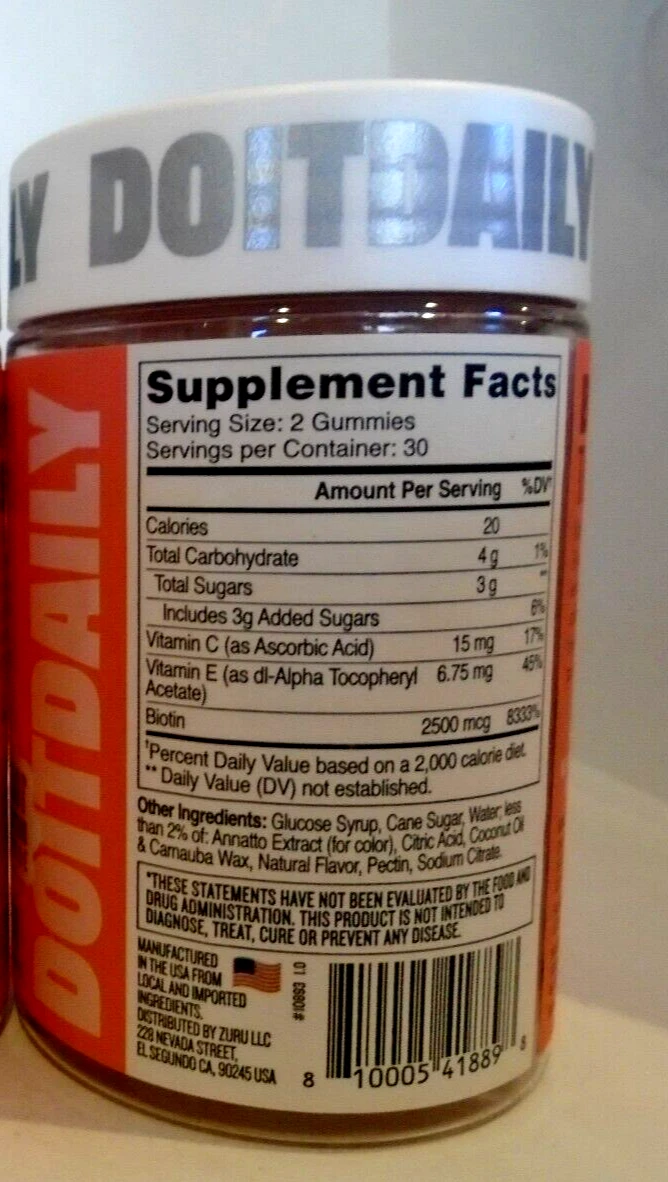 LY DOITDAILY
DOITDAILY
Supplement Facts
Serving Size: 2 Gummies
Servings per Container: 30
Amount Per Serving %DV†
Calories 20
Total Carbohydrate 4 g 1%
Total Sugars 3 g **
Includes 3g Added Sugars 6%
Vitamin C (as Ascorbic Acid) 15 mg 17%
Vitamin E (as dl-Alpha Tocopheryl 6.75 mg 45%
Acetate)
Biotin 2500 mcg 8333%
†Percent Daily Value based on a 2,000 calorie diet.
** Daily Value (DV) not established.
Other Ingredients: Glucose Syrup, Cane Sugar, Water; less
than 2% of: Annatto Extract (for color), Citric Acid, Coconut Oil
& Carnauba Wax, Natural Flavor, Pectin, Sodium Citrate.
*THESE STATEMENTS HAVE NOT BEEN EVALUATED BY THE FOOD AND
DRUG ADMINISTRATION. THIS PRODUCT IS NOT INTENDED TO
DIAGNOSE, TREAT, CURE OR PREVENT ANY DISEASE.
MANUFACTURED
IN THE USA FROM
LOCAL AND IMPORTED
INGREDIENTS.
DISTRIBUTED BY ZURU LLC
228 NEVADA STREET,
EL SEGUNDO CA, 90245 USA
#10893 1.0
8 10005 41889 8